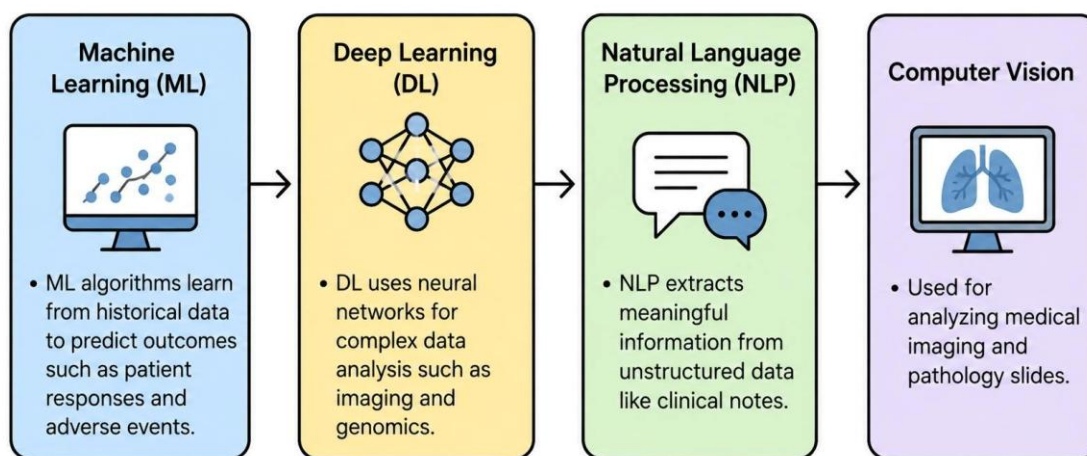 Machine
Learning (ML)
• ML algorithms learn
from historical data
to predict outcomes
such as patient
responses and
adverse events.
Deep Learning
(DL)
• DL uses neural
networks for
complex data
analysis such as
imaging and
genomics.
Natural Language
Processing (NLP)
• NLP extracts
meaningful
information from
unstructured data
like clinical notes.
Computer Vision
• Used for
analyzing medical
imaging and
pathology slides.